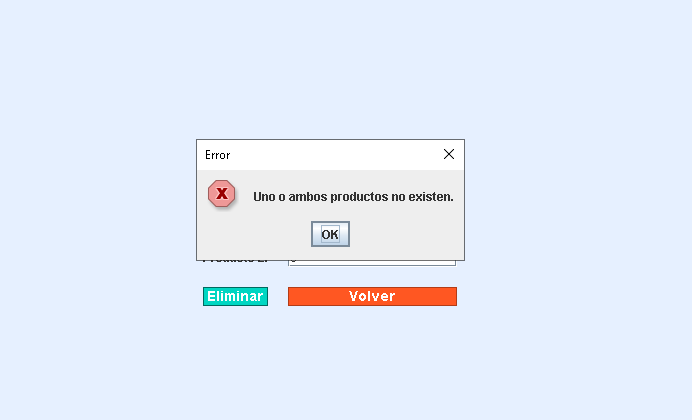 Error
Uno o ambos productos no existen.
OK
Eliminar
Volver